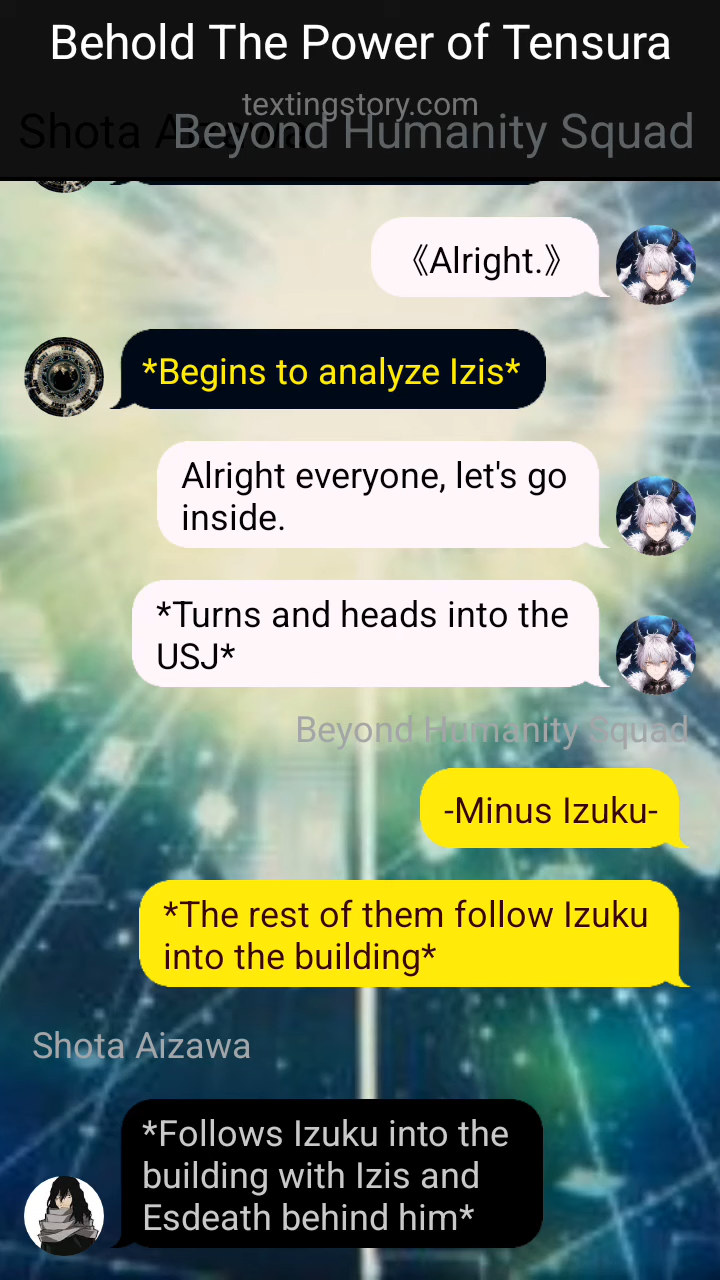 Behold The Power of Tensura
textingstory.com
Shota Aizawa
Beyond Humanity Squad
《Alright.》
*Begins to analyze Izis*
Alright everyone, let's go
inside.
*Turns and heads into the
USJ*
Beyond Humanity Squad
-Minus Izuku-
*The rest of them follow Izuku
into the building*
Shota Aizawa
*Follows Izuku into the
building with Izis and
Esdeath behind him*